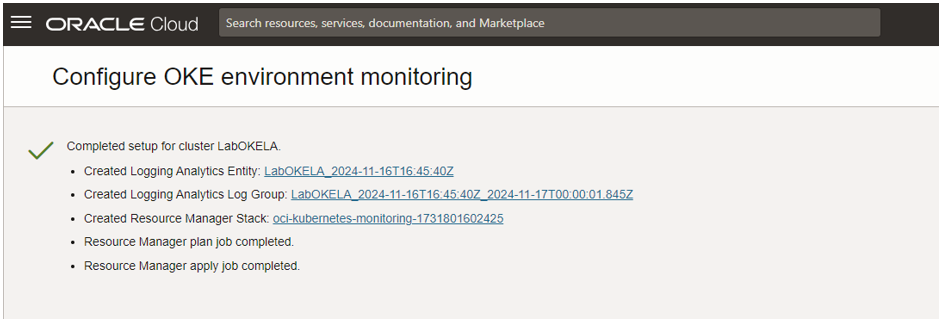 ORACLE Cloud
Search resources, services, documentation, and Marketplace
Configure OKE environment monitoring
Completed setup for cluster LabOKELA.
• Created Logging Analytics Entity: LabOKELA_2024-11-16T16:45:40Z
• Created Logging Analytics Log Group: LabOKELA_2024-11-16T16:45:40Z_2024-11-17T00:00:01.845Z
• Created Resource Manager Stack: oci-kubernetes-monitoring-1731801602425
• Resource Manager plan job completed.
• Resource Manager apply job completed.